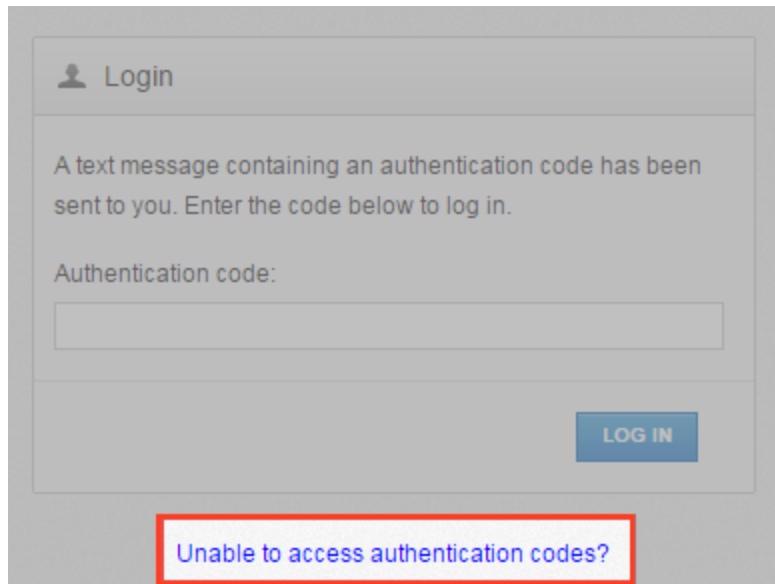 Login
A text message containing an authentication code has been
sent to you. Enter the code below to log in.
Authentication code:
LOG IN
Unable to access authentication codes?